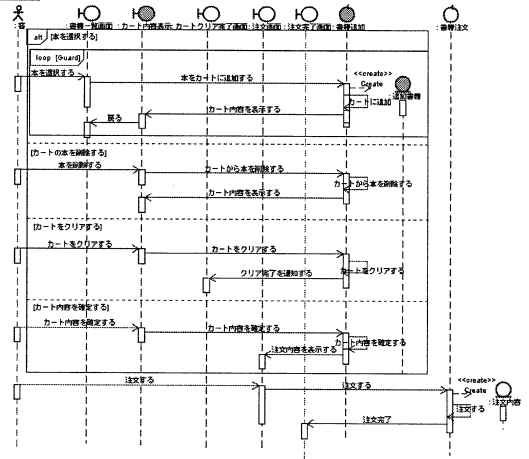 : 客 : 書籍一覧画面 : カート内容表示 : カートクリア完了画面 : 注文画面 : 注文完了画面 : 書籍追加 : 書籍注文
alt [本を選択する]
loop [Guard]
本を選択する
本をカートに追加する
<<create>>
Create
: 追加書籍
カートに追加
カート内容を表示する
戻る
[カートの本を削除する]
本を削除する
カートから本を削除する
カートから本を削除する
カート内容を表示する
[カートをクリアする]
カートをクリアする
カートをクリアする
カートをクリアする
クリア完了を通知する
[カート内容を確定する]
カート内容を確定する
カート内容を確定する
カート内容を確定する
注文内容を表示する
注文する
注文する
<<create>>
Create
: 注文内容
注文する
注文完了